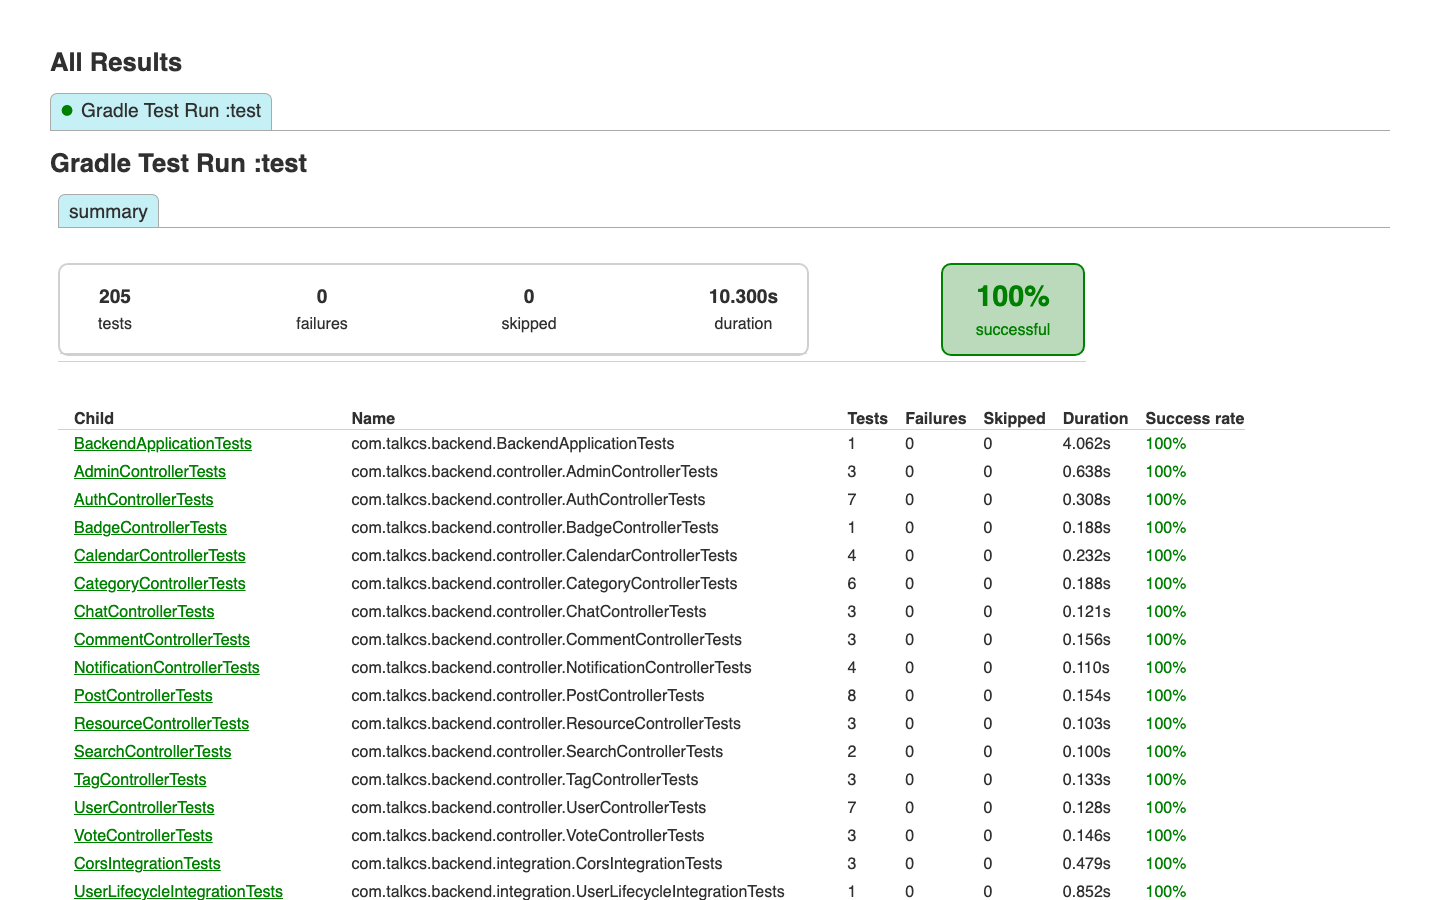 All Results
Gradle Test Run :test
Gradle Test Run :test
summary
205 0 0 10.300s 100%
tests failures skipped duration successful
Child Name Tests Failures Skipped Duration Success rate
BackendApplicationTests com.talkcs.backend.BackendApplicationTests 1 0 0 4.062s 100%
AdminControllerTests com.talkcs.backend.controller.AdminControllerTests 3 0 0 0.638s 100%
AuthControllerTests com.talkcs.backend.controller.AuthControllerTests 7 0 0 0.308s 100%
BadgeControllerTests com.talkcs.backend.controller.BadgeControllerTests 1 0 0 0.188s 100%
CalendarControllerTests com.talkcs.backend.controller.CalendarControllerTests 4 0 0 0.232s 100%
CategoryControllerTests com.talkcs.backend.controller.CategoryControllerTests 6 0 0 0.188s 100%
ChatControllerTests com.talkcs.backend.controller.ChatControllerTests 3 0 0 0.121s 100%
CommentControllerTests com.talkcs.backend.controller.CommentControllerTests 3 0 0 0.156s 100%
NotificationControllerTests com.talkcs.backend.controller.NotificationControllerTests 4 0 0 0.110s 100%
PostControllerTests com.talkcs.backend.controller.PostControllerTests 8 0 0 0.154s 100%
ResourceControllerTests com.talkcs.backend.controller.ResourceControllerTests 3 0 0 0.103s 100%
SearchControllerTests com.talkcs.backend.controller.SearchControllerTests 2 0 0 0.100s 100%
TagControllerTests com.talkcs.backend.controller.TagControllerTests 3 0 0 0.133s 100%
UserControllerTests com.talkcs.backend.controller.UserControllerTests 7 0 0 0.128s 100%
VoteControllerTests com.talkcs.backend.controller.VoteControllerTests 3 0 0 0.146s 100%
CorsIntegrationTests com.talkcs.backend.integration.CorsIntegrationTests 3 0 0 0.479s 100%
UserLifecycleIntegrationTests com.talkcs.backend.integration.UserLifecycleIntegrationTests 1 0 0 0.852s 100%